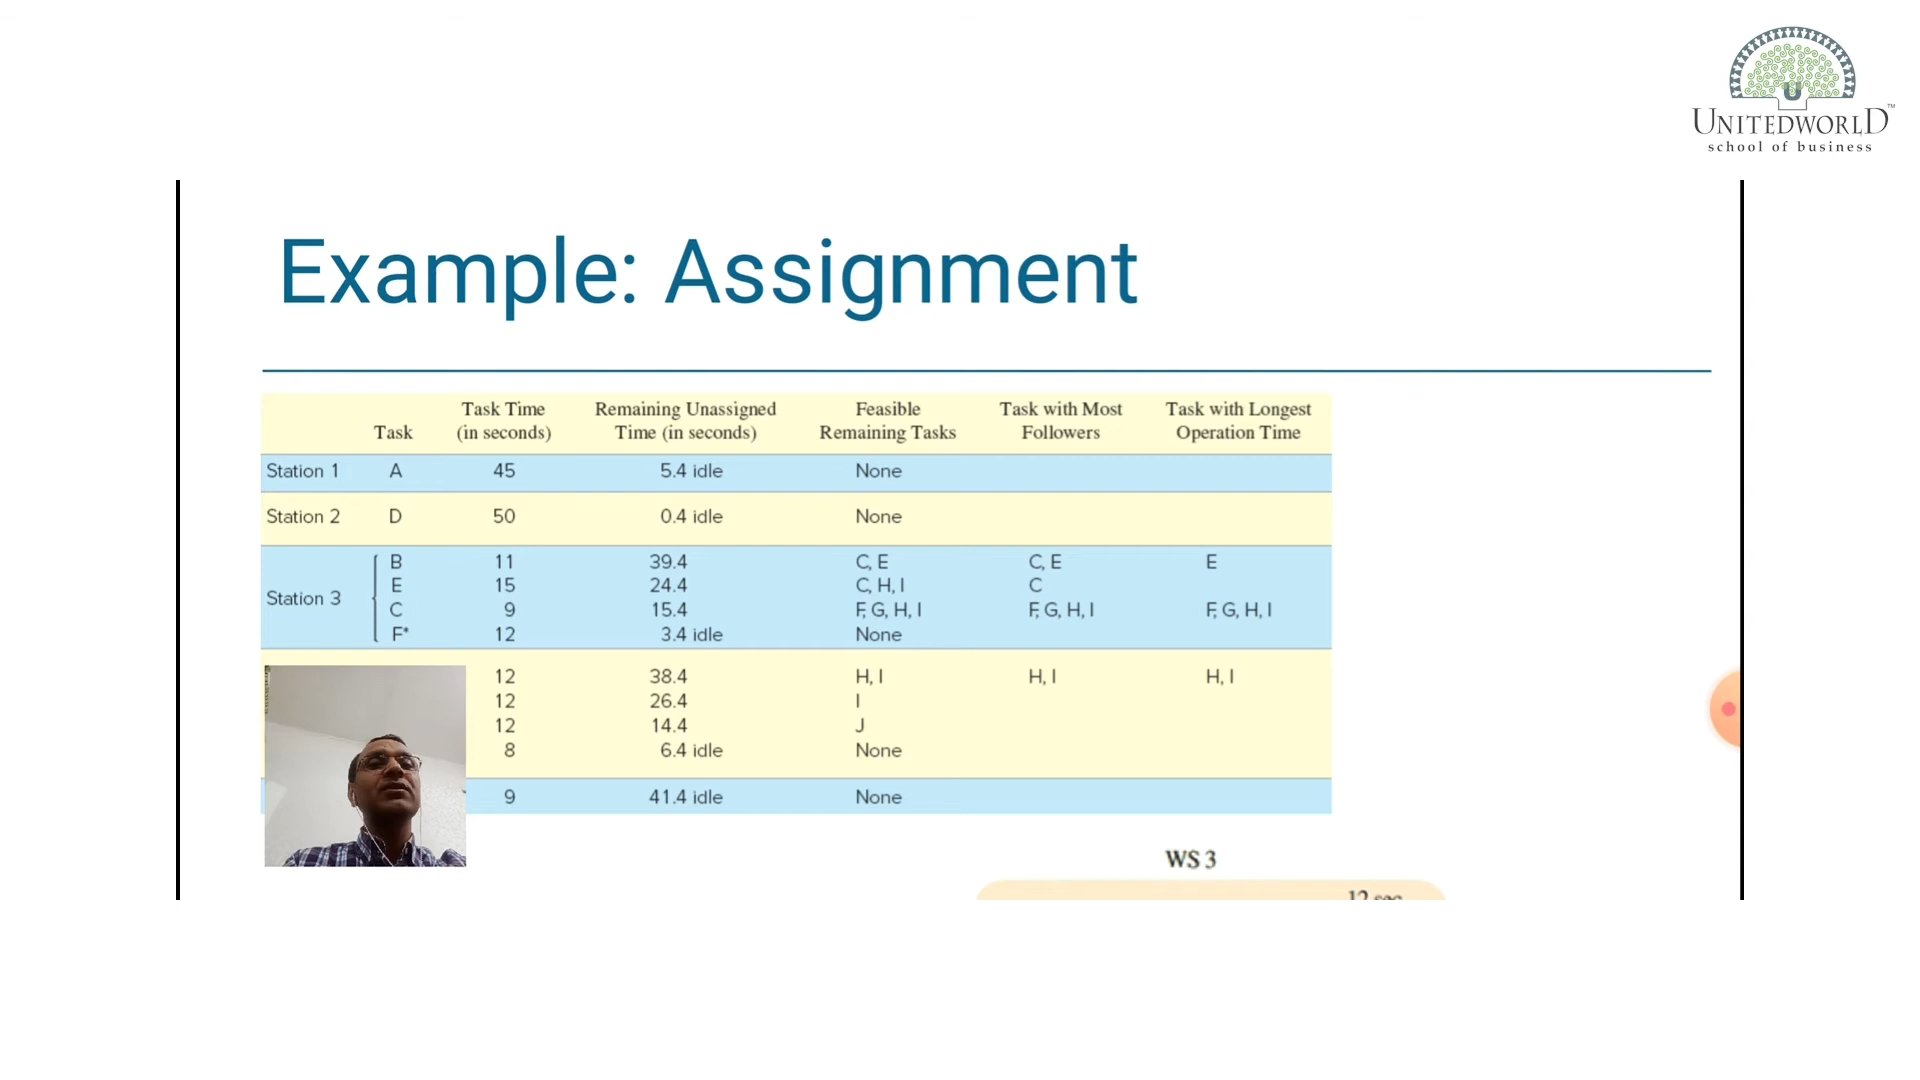 UNITEDWORLD™
school of business
Example: Assignment
Task Task Time (in seconds) Remaining Unassigned Time (in seconds) Feasible Remaining Tasks Task with Most Followers Task with Longest Operation Time
Station 1 A 45 5.4 idle None
Station 2 D 50 0.4 idle None
Station 3
B 11 39.4 C, E C, E E
E 15 24.4 C, H, I C
C 9 15.4 F, G, H, I F, G, H, I F, G, H, I
F* 12 3.4 idle None
12 38.4 H, I H, I H, I
12 26.4 I
12 14.4 J
8 6.4 idle None
9 41.4 idle None
WS 3
12 sec